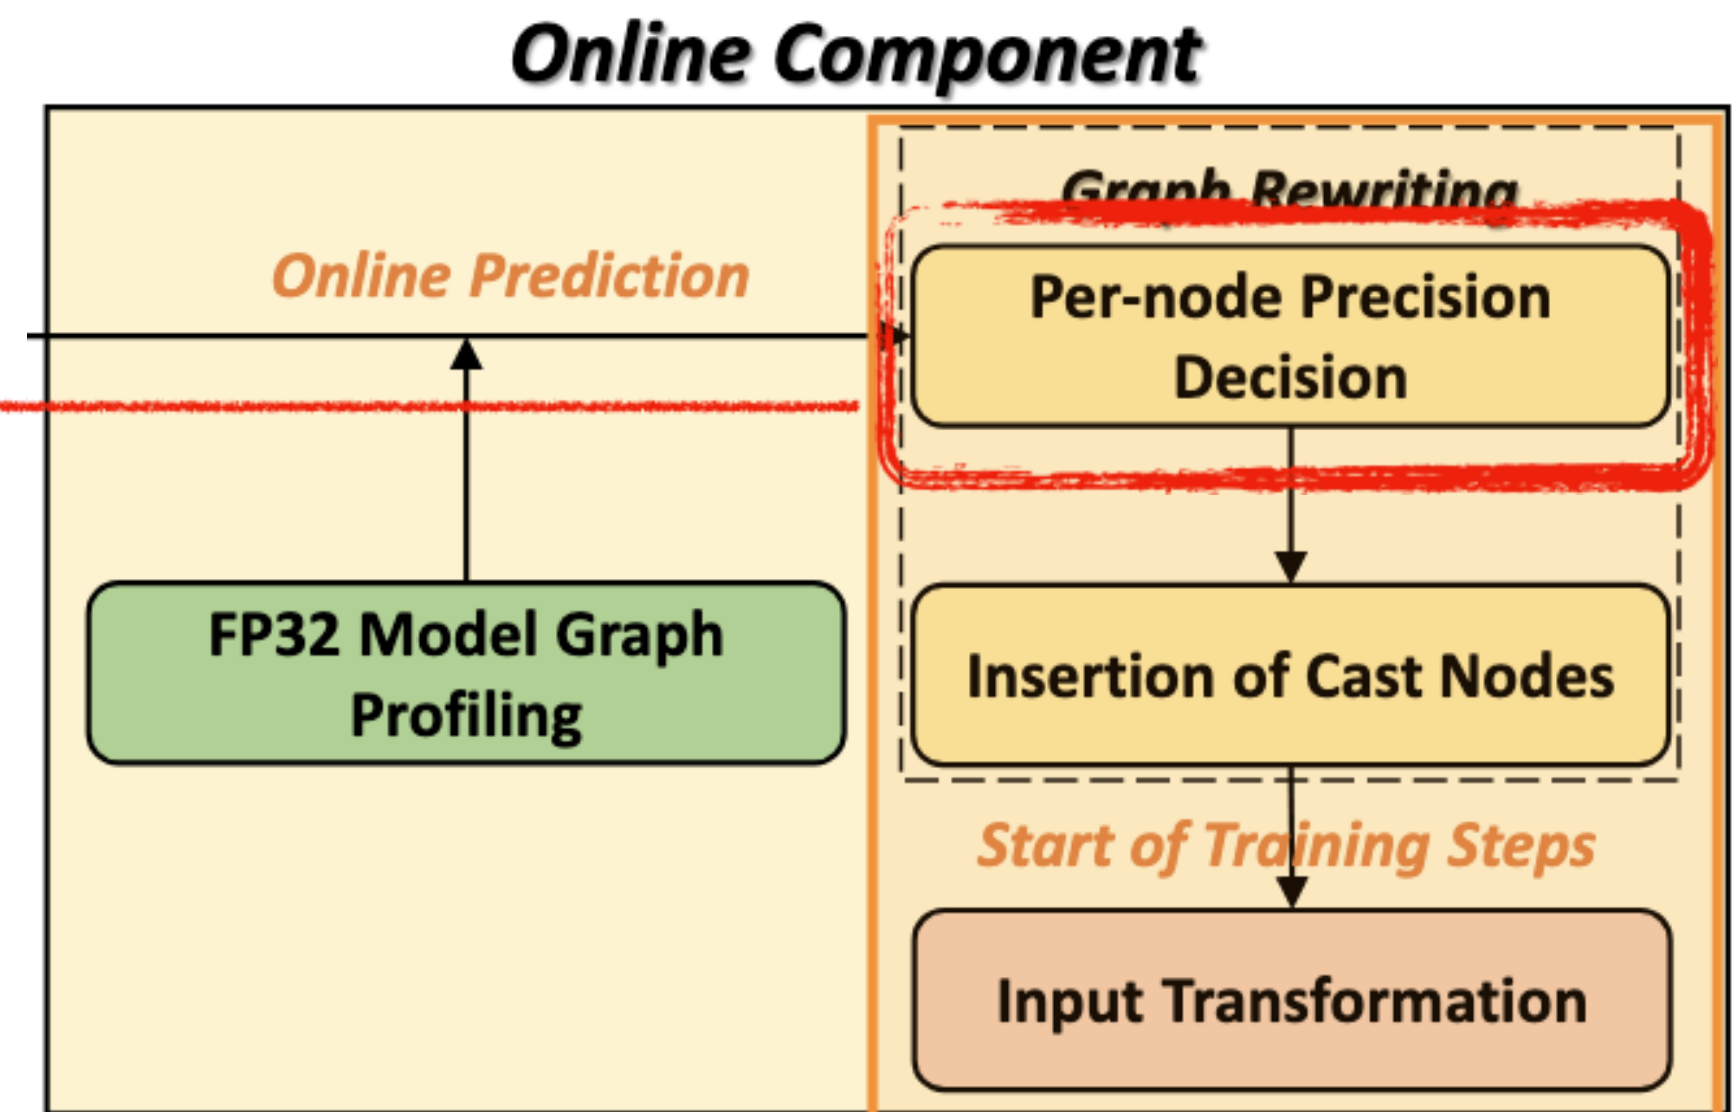 Online Component
Graph Rewriting
Online Prediction
Per-node Precision
Decision
FP32 Model Graph
Profiling
Insertion of Cast Nodes
Start of Training Steps
Input Transformation